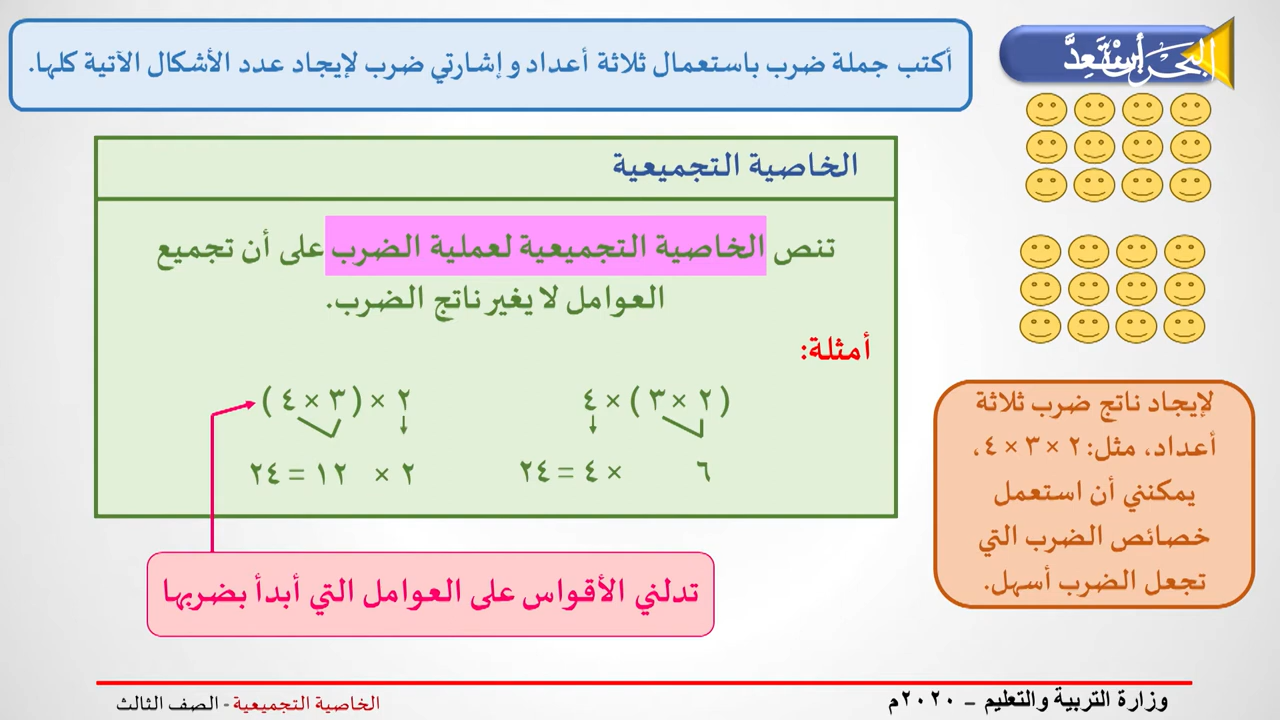 أَسْتَعِدَّ
أكتب جملة ضرب باستعمال ثلاثة أعداد و إشارتي ضرب لإيجاد عدد الأشكال الآتية كلها.
الخاصية التجميعية
تنص الخاصية التجميعية لعملية الضرب على أن تجميع
العوامل لا يغير ناتج الضرب.
أمثلة:
( ٢ × ٣ ) × ٤
٦ × ٤ = ٢٤
٢ × ( ٣ × ٤ )
٢ × ١٢ = ٢٤
لإيجاد ناتج ضرب ثلاثة
أعداد، مثل: ٢ × ٣ × ٤،
يمكنني أن استعمل
خصائص الضرب التي
تجعل الضرب أسهل.
تدلني الأقواس على العوامل التي أبدأ بضربها
وزارة التربية والتعليم – ٢٠٢٠م
الخاصية التجميعية - الصف الثالث